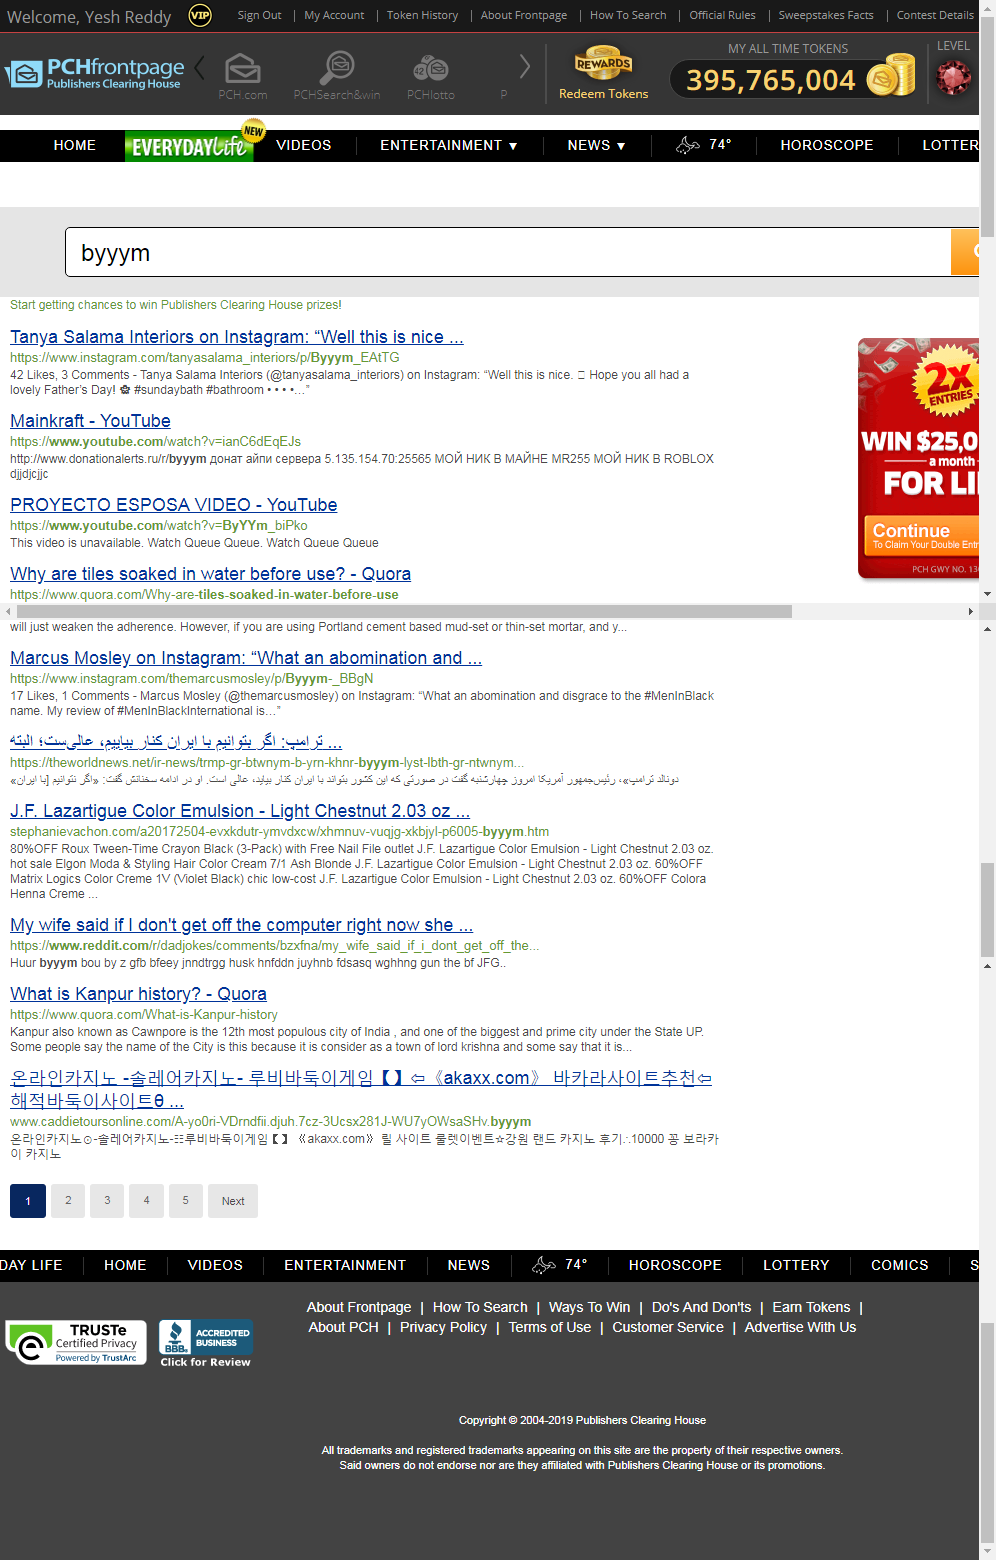 Welcome, Yesh Reddy VIP Sign Out | My Account | Token History | About Frontpage | How To Search | Official Rules | Sweepstakes Facts | Contest Details
PCHfrontpage
Publishers Clearing House
PCH.com PCHSearch&win PCHlotto P
REWARDS
Redeem Tokens
MY ALL TIME TOKENS
395,765,004
LEVEL
HOME EVERYDAY Life NEW VIDEOS ENTERTAINMENT ▼ NEWS ▼ 74° HOROSCOPE LOTTER
byyym
Start getting chances to win Publishers Clearing House prizes!
Tanya Salama Interiors on Instagram: “Well this is nice ...
https://www.instagram.com/tanyasalama_interiors/p/Byyym_EAtTG
42 Likes, 3 Comments - Tanya Salama Interiors (@tanyasalama_interiors) on Instagram: “Well this is nice. Hope you all had a
lovely Father’s Day! ✿ #sundaybath #bathroom • • • •…”
Mainkraft - YouTube
https://www.youtube.com/watch?v=ianC6dEqEJs
http://www.donationalerts.ru/r/byyym донат айпи сервера 5.135.154.70:25565 МОЙ НИК В МАЙНЕ MR255 МОЙ НИК В ROBLOX
djjdjcjjc
PROYECTO ESPOSA VIDEO - YouTube
https://www.youtube.com/watch?v=ByYYm_biPko
This video is unavailable. Watch Queue Queue. Watch Queue Queue
Why are tiles soaked in water before use? - Quora
https://www.quora.com/Why-are-tiles-soaked-in-water-before-use
2X
ENTRIES
WIN $25,0
a month
FOR LI
Continue
To Claim Your Double Entr
PCH GWY NO. 13
will just weaken the adherence. However, if you are using Portland cement based mud-set or thin-set mortar, and y...
Marcus Mosley on Instagram: “What an abomination and ...
https://www.instagram.com/themarcusmosley/p/Byyym-_BBgN
17 Likes, 1 Comments - Marcus Mosley (@themarcusmosley) on Instagram: “What an abomination and disgrace to the #MenInBlack
name. My review of #MenInBlackInternational is…”
ترامپ: اگر بتوانیم با ایران کنار بیاییم، عالی‌ست؛ البته ...
https://theworldnews.net/ir-news/trmp-gr-btwnym-b-yrn-khnr-byyym-lyst-lbth-gr-ntwnym...
دونالد ترامپ»، رئیس‌جمهور آمریکا امروز چهارشنبه گفت در صورتی که این کشور بتواند با ایران کنار بیاید، عالی است. او در ادامه سخنانش گفت: «اگر نتوانیم [با ایران»
J.F. Lazartigue Color Emulsion - Light Chestnut 2.03 oz ...
stephanievachon.com/a20172504-evxkdutr-ymvdxcw/xhmnuv-vuqjg-xkbjyl-p6005-byyym.htm
80%OFF Roux Tween-Time Crayon Black (3-Pack) with Free Nail File outlet J.F. Lazartigue Color Emulsion - Light Chestnut 2.03 oz.
hot sale Elgon Moda & Styling Hair Color Cream 7/1 Ash Blonde J.F. Lazartigue Color Emulsion - Light Chestnut 2.03 oz. 60%OFF
Matrix Logics Color Creme 1V (Violet Black) chic low-cost J.F. Lazartigue Color Emulsion - Light Chestnut 2.03 oz. 60%OFF Colora
Henna Creme ...
My wife said if I don't get off the computer right now she ...
https://www.reddit.com/r/dadjokes/comments/bzxfna/my_wife_said_if_i_dont_get_off_the...
Huur byyym bou by z gfb bfeey jnndtrgg husk hnfddn juyhnb fdsasq wghhng gun the bf JFG..
What is Kanpur history? - Quora
https://www.quora.com/What-is-Kanpur-history
Kanpur also known as Cawnpore is the 12th most populous city of India , and one of the biggest and prime city under the State UP.
Some people say the name of the City is this because it is consider as a town of lord krishna and some say that it is...
온라인카지노 -솔레어카지노- 루비바둑이게임【 】⇦《akaxx.com》 바카라사이트추천⇦
해적바둑이사이트θ ...
www.caddietoursonline.com/A-yo0ri-VDrndfii.djuh.7cz-3Ucsx281J-WU7yOWsaSHv.byyym
온라인카지노⊙-솔레어카지노-☷루비바둑이게임【 】《akaxx.com》 릴 사이트 룰렛이벤트☆강원 랜드 카지노 후기∴10000 꽁 보라카
이 카지노
1 2 3 4 5 Next
DAY LIFE HOME VIDEOS ENTERTAINMENT NEWS 74° HOROSCOPE LOTTERY COMICS S
About Frontpage | How To Search | Ways To Win | Do's And Don'ts | Earn Tokens |
About PCH | Privacy Policy | Terms of Use | Customer Service | Advertise With Us
TRUSTe
Certified Privacy
Powered by TrustArc
BBB
ACCREDITED
BUSINESS
Click for Review
Copyright © 2004-2019 Publishers Clearing House
All trademarks and registered trademarks appearing on this site are the property of their respective owners.
Said owners do not endorse nor are they affiliated with Publishers Clearing House or its promotions.